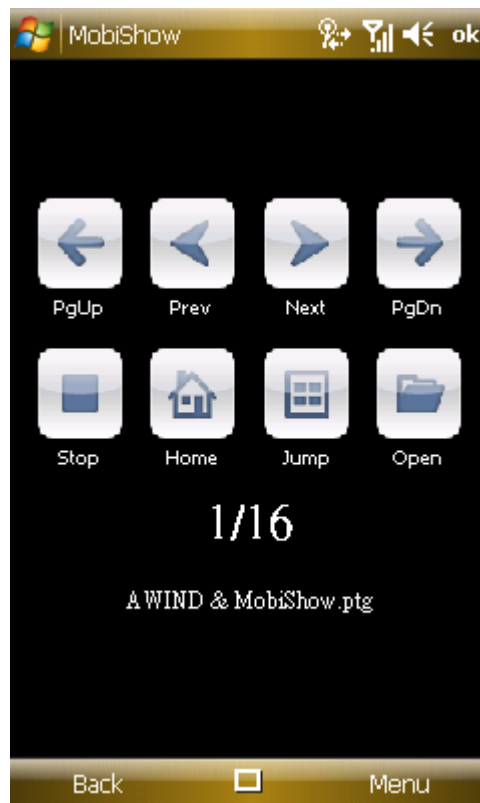 MobiShow ok
PgUp Prev Next PgDn
Stop Home Jump Open
1/16
AWIND & MobiShow.ptg
Back Menu